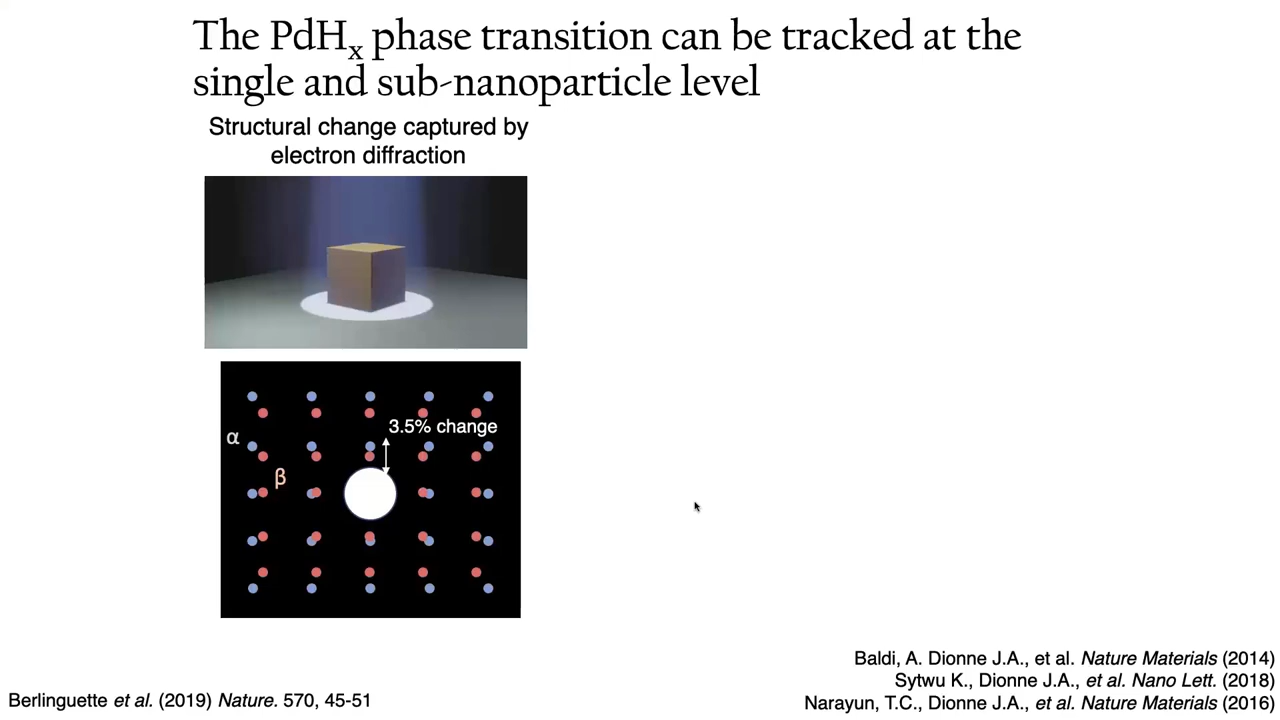 The PdHx phase transition can be tracked at the
single and sub-nanoparticle level
Structural change captured by
electron diffraction
3.5% change
α
β
Baldi, A. Dionne J.A., et al. Nature Materials (2014)
Sytwu K., Dionne J.A., et al. Nano Lett. (2018)
Narayun, T.C., Dionne J.A., et al. Nature Materials (2016)
Berlinguette et al. (2019) Nature. 570, 45-51